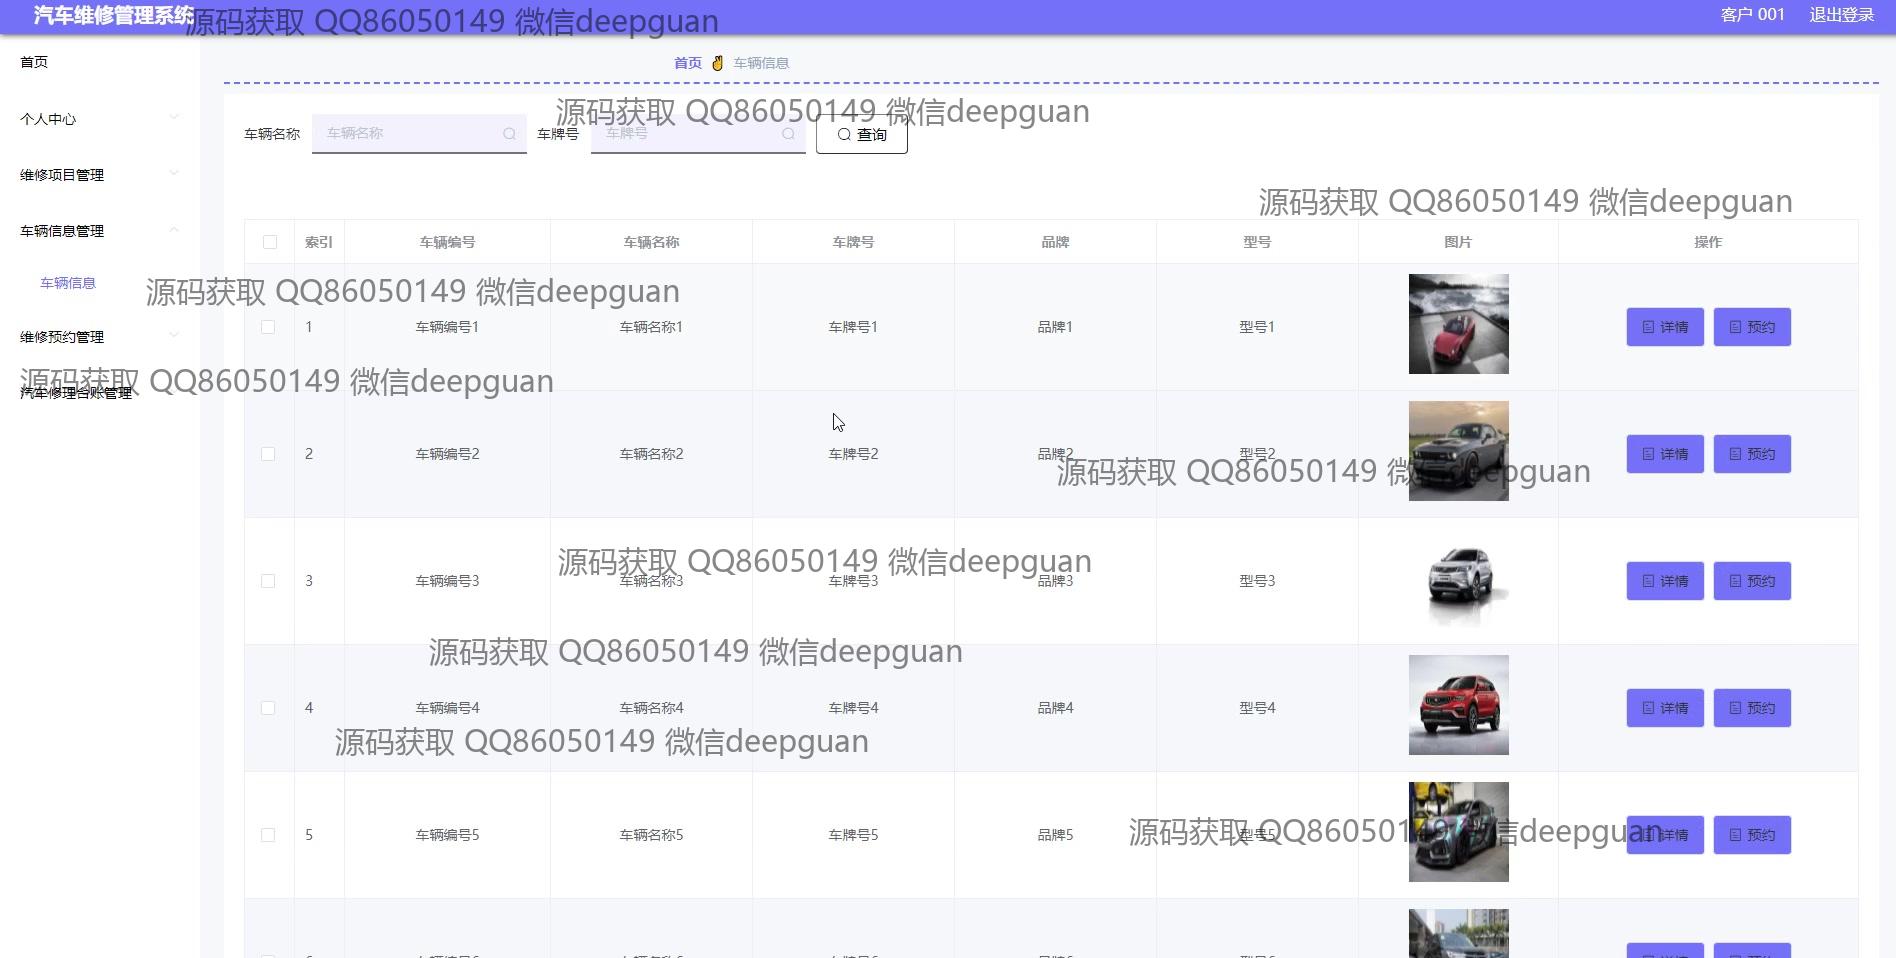 汽车维修管理系统
源码获取 QQ86050149 微信deepguan
客户 001
退出登录
首页
个人中心
维修项目管理
车辆信息管理
车辆信息
维修预约管理
汽车修理台账管理
首页 车辆信息
源码获取 QQ86050149 微信deepguan
车辆名称 车辆名称 车牌号 车牌号 查询
源码获取 QQ86050149 微信deepguan
索引 车辆编号 车辆名称 车牌号 品牌 型号 图片 操作
源码获取 QQ86050149 微信deepguan
1 车辆编号1 车辆名称1 车牌号1 品牌1 型号1 详情 预约
源码获取 QQ86050149 微信deepguan
2 车辆编号2 车辆名称2 车牌号2 品牌2 型号2 详情 预约
源码获取 QQ86050149 微信deepguan
源码获取 QQ86050149 微信deepguan
3 车辆编号3 车辆名称3 车牌号3 品牌3 型号3 详情 预约
源码获取 QQ86050149 微信deepguan
4 车辆编号4 车辆名称4 车牌号4 品牌4 型号4 详情 预约
源码获取 QQ86050149 微信deepguan
源码获取 QQ86050149 微信deepguan
5 车辆编号5 车辆名称5 车牌号5 品牌5 型号5 详情 预约